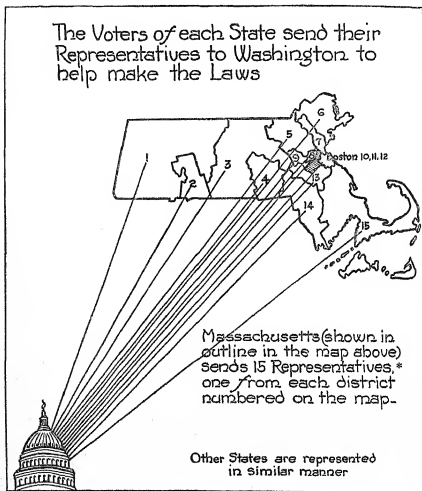 The Voters of each State send their
Representatives to Washington to
help make the Laws
6
5
7
9 8 Boston 10,11,12
1
2
3
4
13
14
15
Massachusetts (shown in
outline in the map above)
sends 15 Representatives,*
one from each district
numbered on the map-
Other States are represented
in similar manner